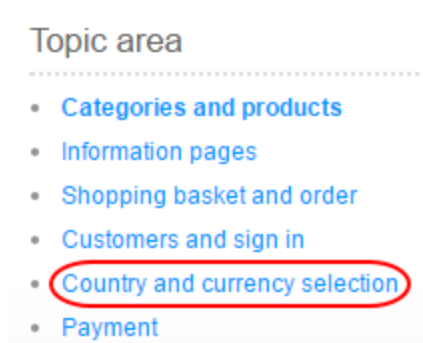 Topic area
Categories and products
Information pages
Shopping basket and order
Customers and sign in
Country and currency selection
Payment